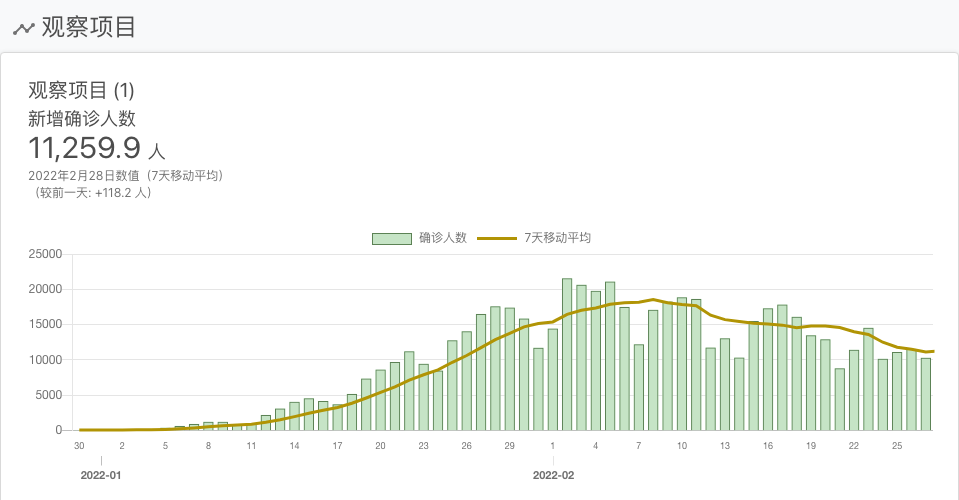 观察项目
观察项目 (1)
新增确诊人数
11,259.9 人
2022年2月28日数值（7天移动平均）
（较前一天: +118.2 人）
确诊人数 7天移动平均
25000
20000
15000
10000
5000
0
30 2 5 8 11 14 17 20 23 26 29 1 4 7 10 13 16 19 22 25
2022-01 2022-02